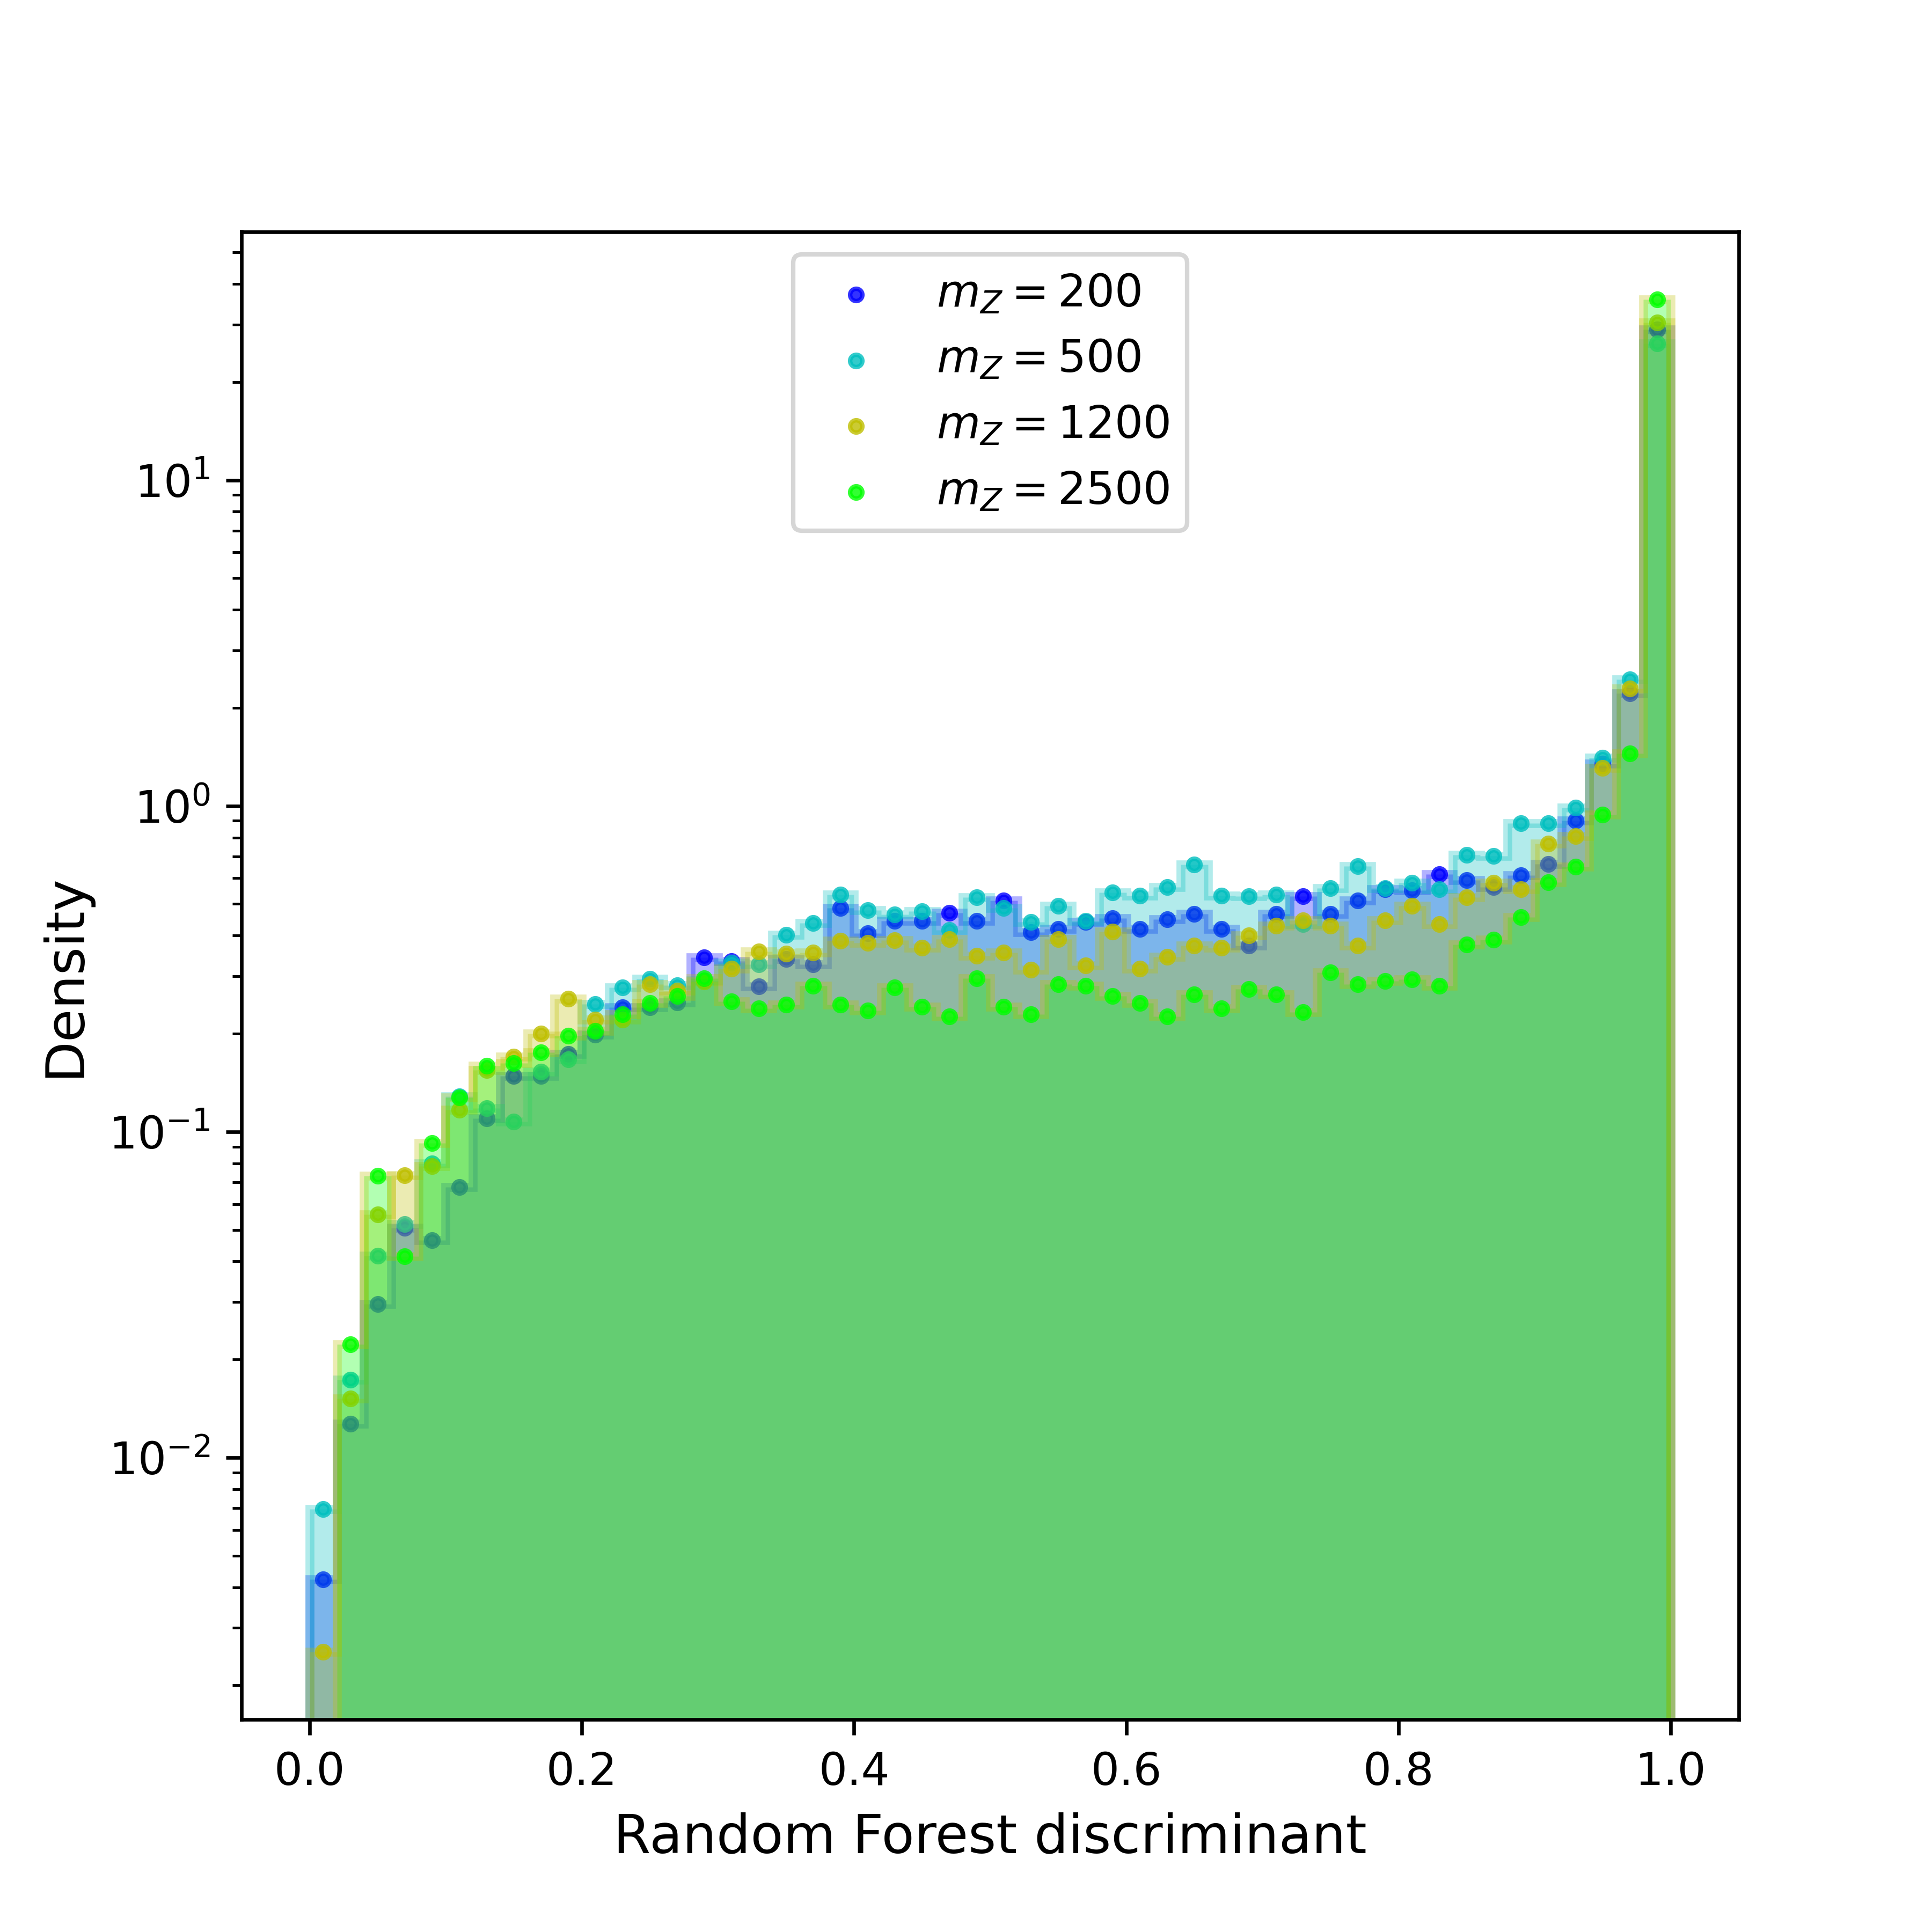 m_Z = 200
m_Z = 500
m_Z = 1200
m_Z = 2500
10^1
10^0
10^−1
10^−2
Density
0.0 0.2 0.4 0.6 0.8 1.0
Random Forest discriminant